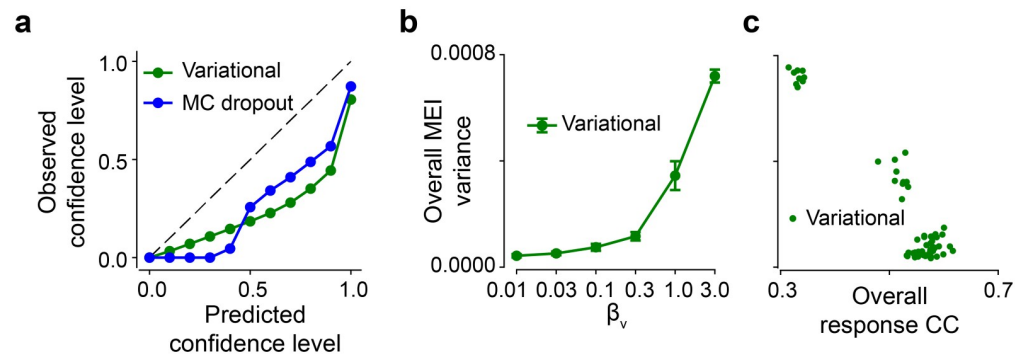 a
Observed
confidence level
1.0
0.5
0.0
Variational
MC dropout
0.0 0.5 1.0
Predicted
confidence level
b
Overall MEI
variance
0.0008
0.0000
Variational
0.01 0.03 0.1 0.3 1.0 3.0
βv
c
Variational
0.3 0.7
Overall
response CC